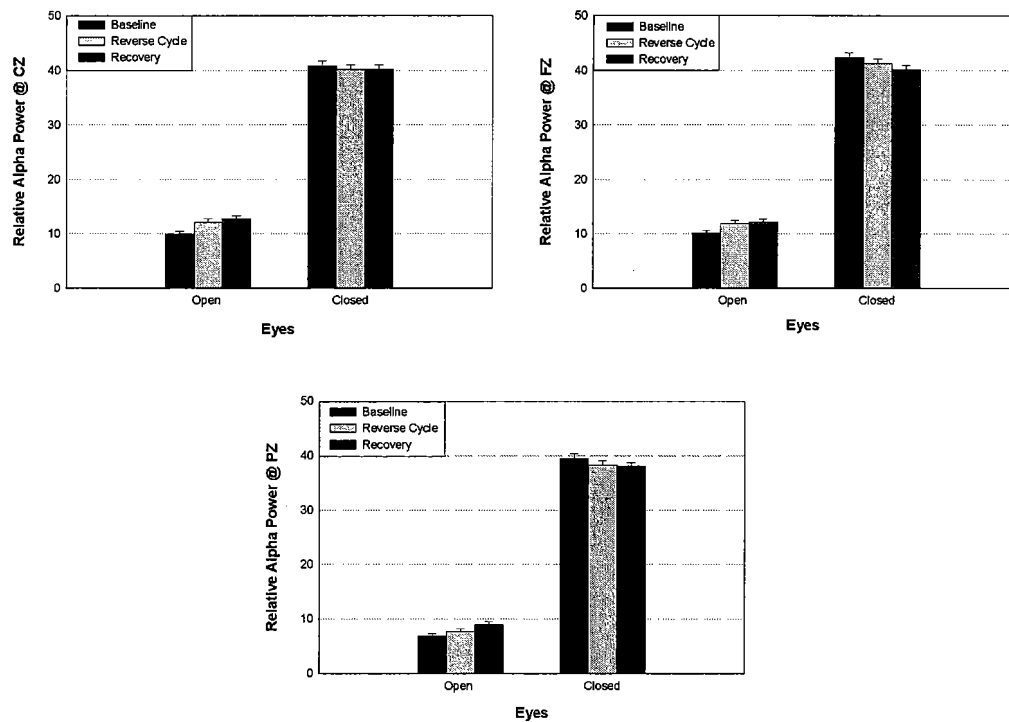 50
40
30
20
10
0
Relative Alpha Power @ CZ
Baseline
Reverse Cycle
Recovery
Open
Closed
Eyes
50
40
30
20
10
0
Relative Alpha Power @ FZ
Baseline
Reverse Cycle
Recovery
Open
Closed
Eyes
50
40
30
20
10
0
Relative Alpha Power @ PZ
Baseline
Reverse Cycle
Recovery
Open
Closed
Eyes